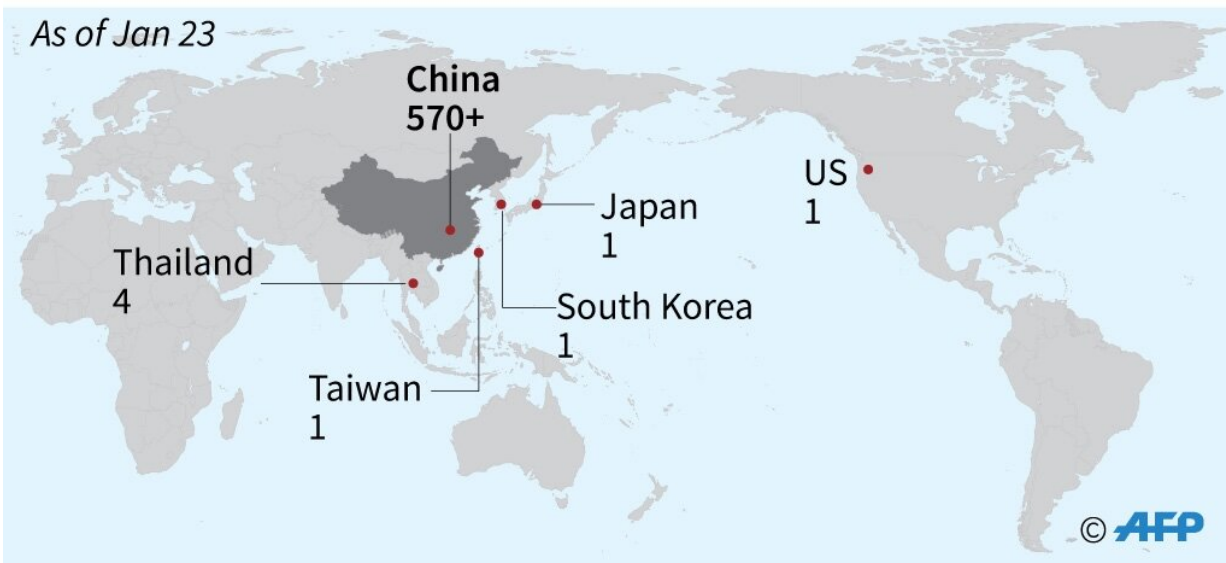 As of Jan 23
China
570+
US
1
Japan
1
Thailand
4
South Korea
1
Taiwan
1
© AFP